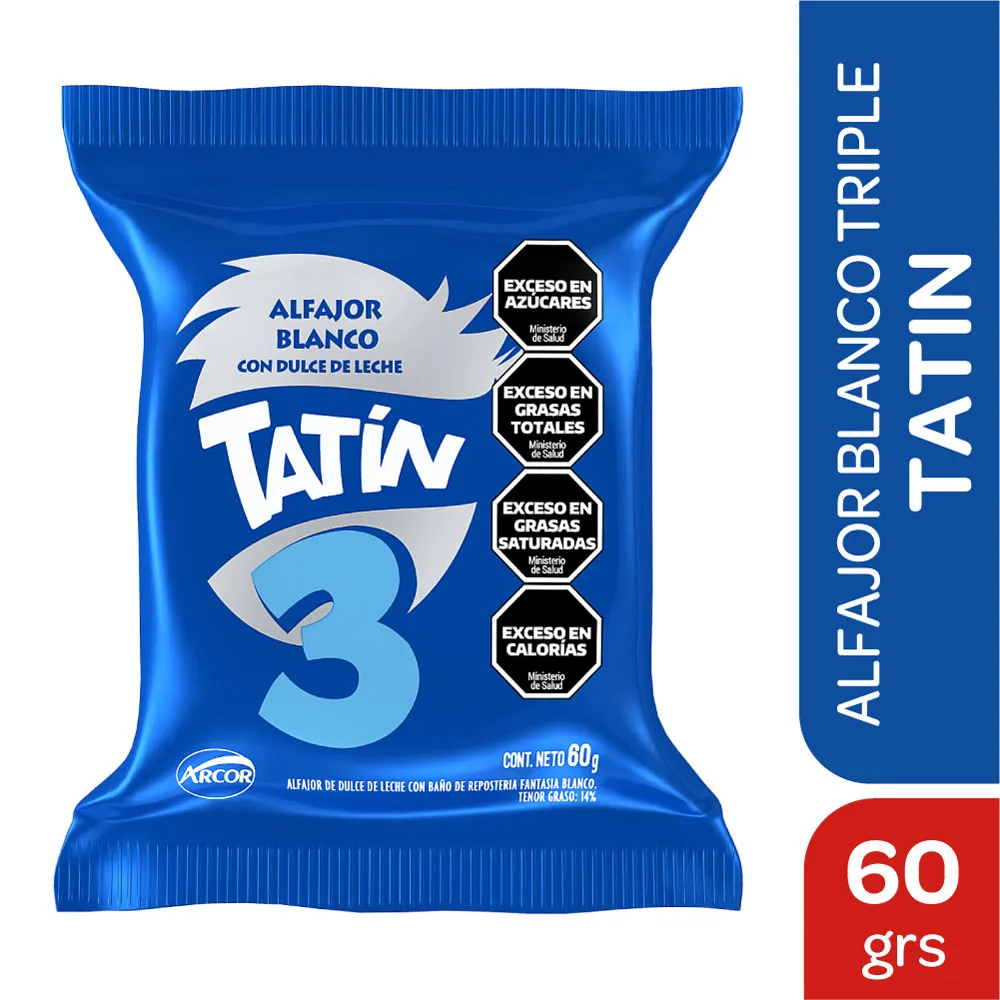 ALFAJOR
BLANCO
CON DULCE DE LECHE
TATÍN
3
EXCESO EN
AZÚCARES
Ministerio
de Salud
EXCESO EN
GRASAS
TOTALES
Ministerio
de Salud
EXCESO EN
GRASAS
SATURADAS
Ministerio
de Salud
EXCESO EN
CALORÍAS
Ministerio
de Salud
CONT. NETO 60g
ARCOR
ALFAJOR DE DULCE DE LECHE CON BAÑO DE REPOSTERIA FANTASIA BLANCO.
TENOR GRASO: 14%
ALFAJOR BLANCO TRIPLE
TATIN
60
grs